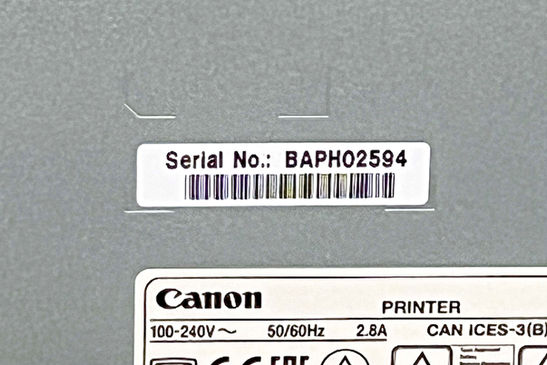 Serial No.: BAPH02594
Canon
PRINTER
100-240V~ 50/60Hz 2.8A CAN ICES-3(B)